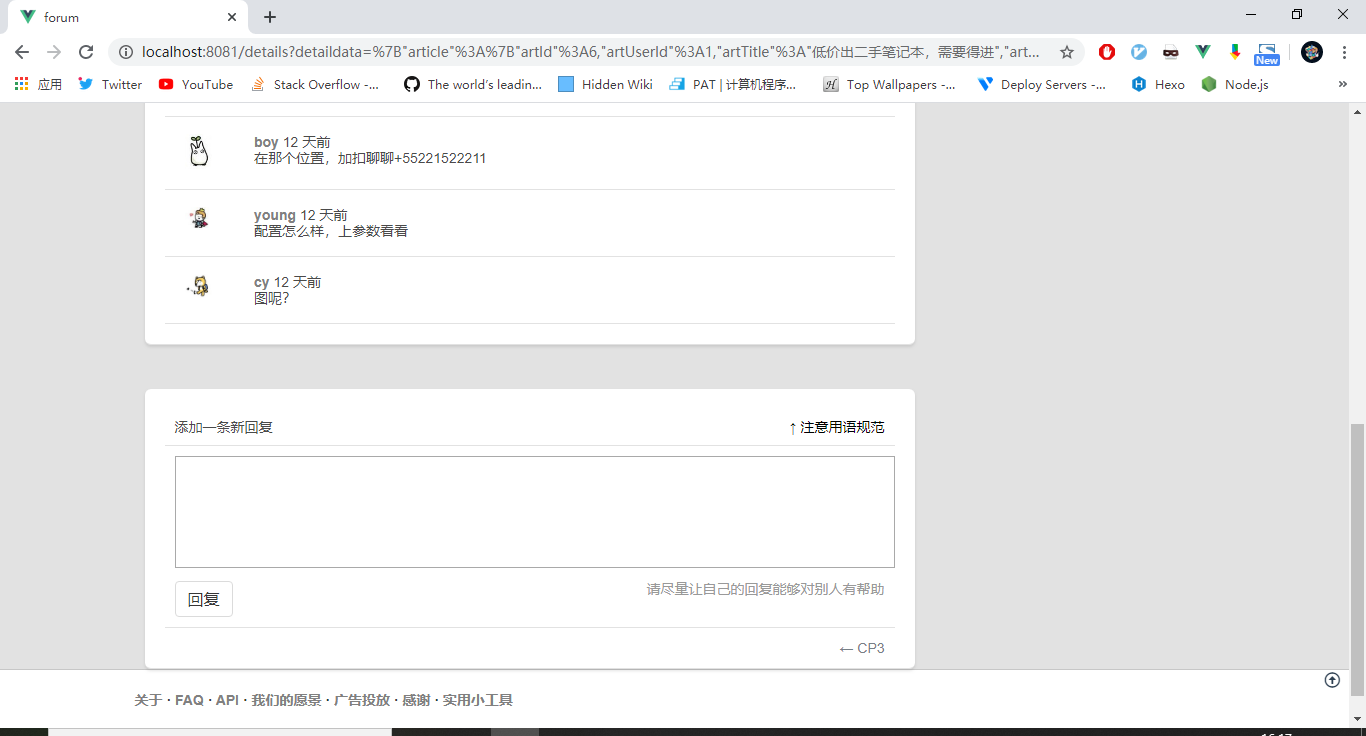 forum
localhost:8081/details?detaildata=%7B"article"%3A%7B"artId"%3A6,"artUserId"%3A1,"artTitle"%3A"低价出二手笔记本，需要得进","art...
New
应用 Twitter YouTube Stack Overflow -... The world's leadin... Hidden Wiki PAT | 计算机程序... Top Wallpapers -... Deploy Servers -... Hexo Node.js »
boy 12 天前
在那个位置，加扣聊聊+55221522211
young 12 天前
配置怎么样，上参数看看
cy 12 天前
图呢？
添加一条新回复 ↑ 注意用语规范
请尽量让自己的回复能够对别人有帮助
回复
← CP3
关于 · FAQ · API · 我们的愿景 · 广告投放 · 感谢 · 实用小工具